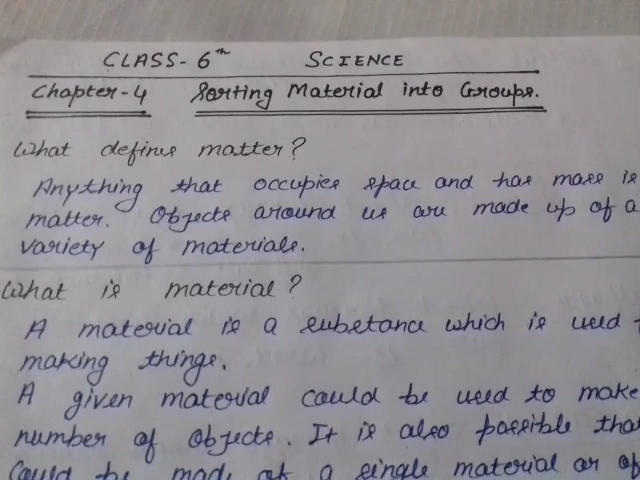 CLASS- 6th SCIENCE
Chapter-4 Sorting Material into Groups.
What defines matter?
Anything that occupies space and has mass is
matter. Objects around us are made up of a
variety of materials.
What is material?
A material is a substance which is used
making things.
A given material could be used to make
number of objects. It is also possible that
could be made of a single material or of